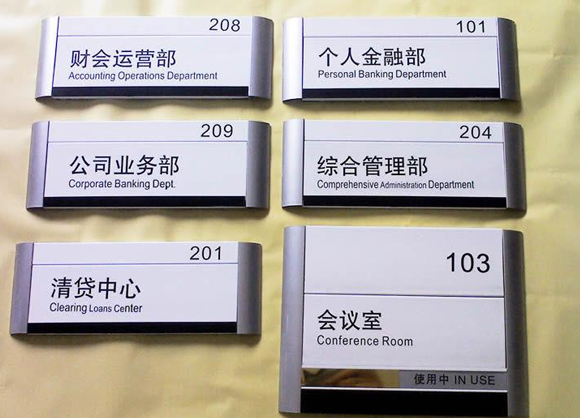 208
财会运营部
Accounting Operations Department
101
个人金融部
Personal Banking Department
209
公司业务部
Corporate Banking Dept.
204
综合管理部
Comprehensive Administration Department
201
清贷中心
Clearing Loans Center
103
会议室
Conference Room
使用中 IN USE